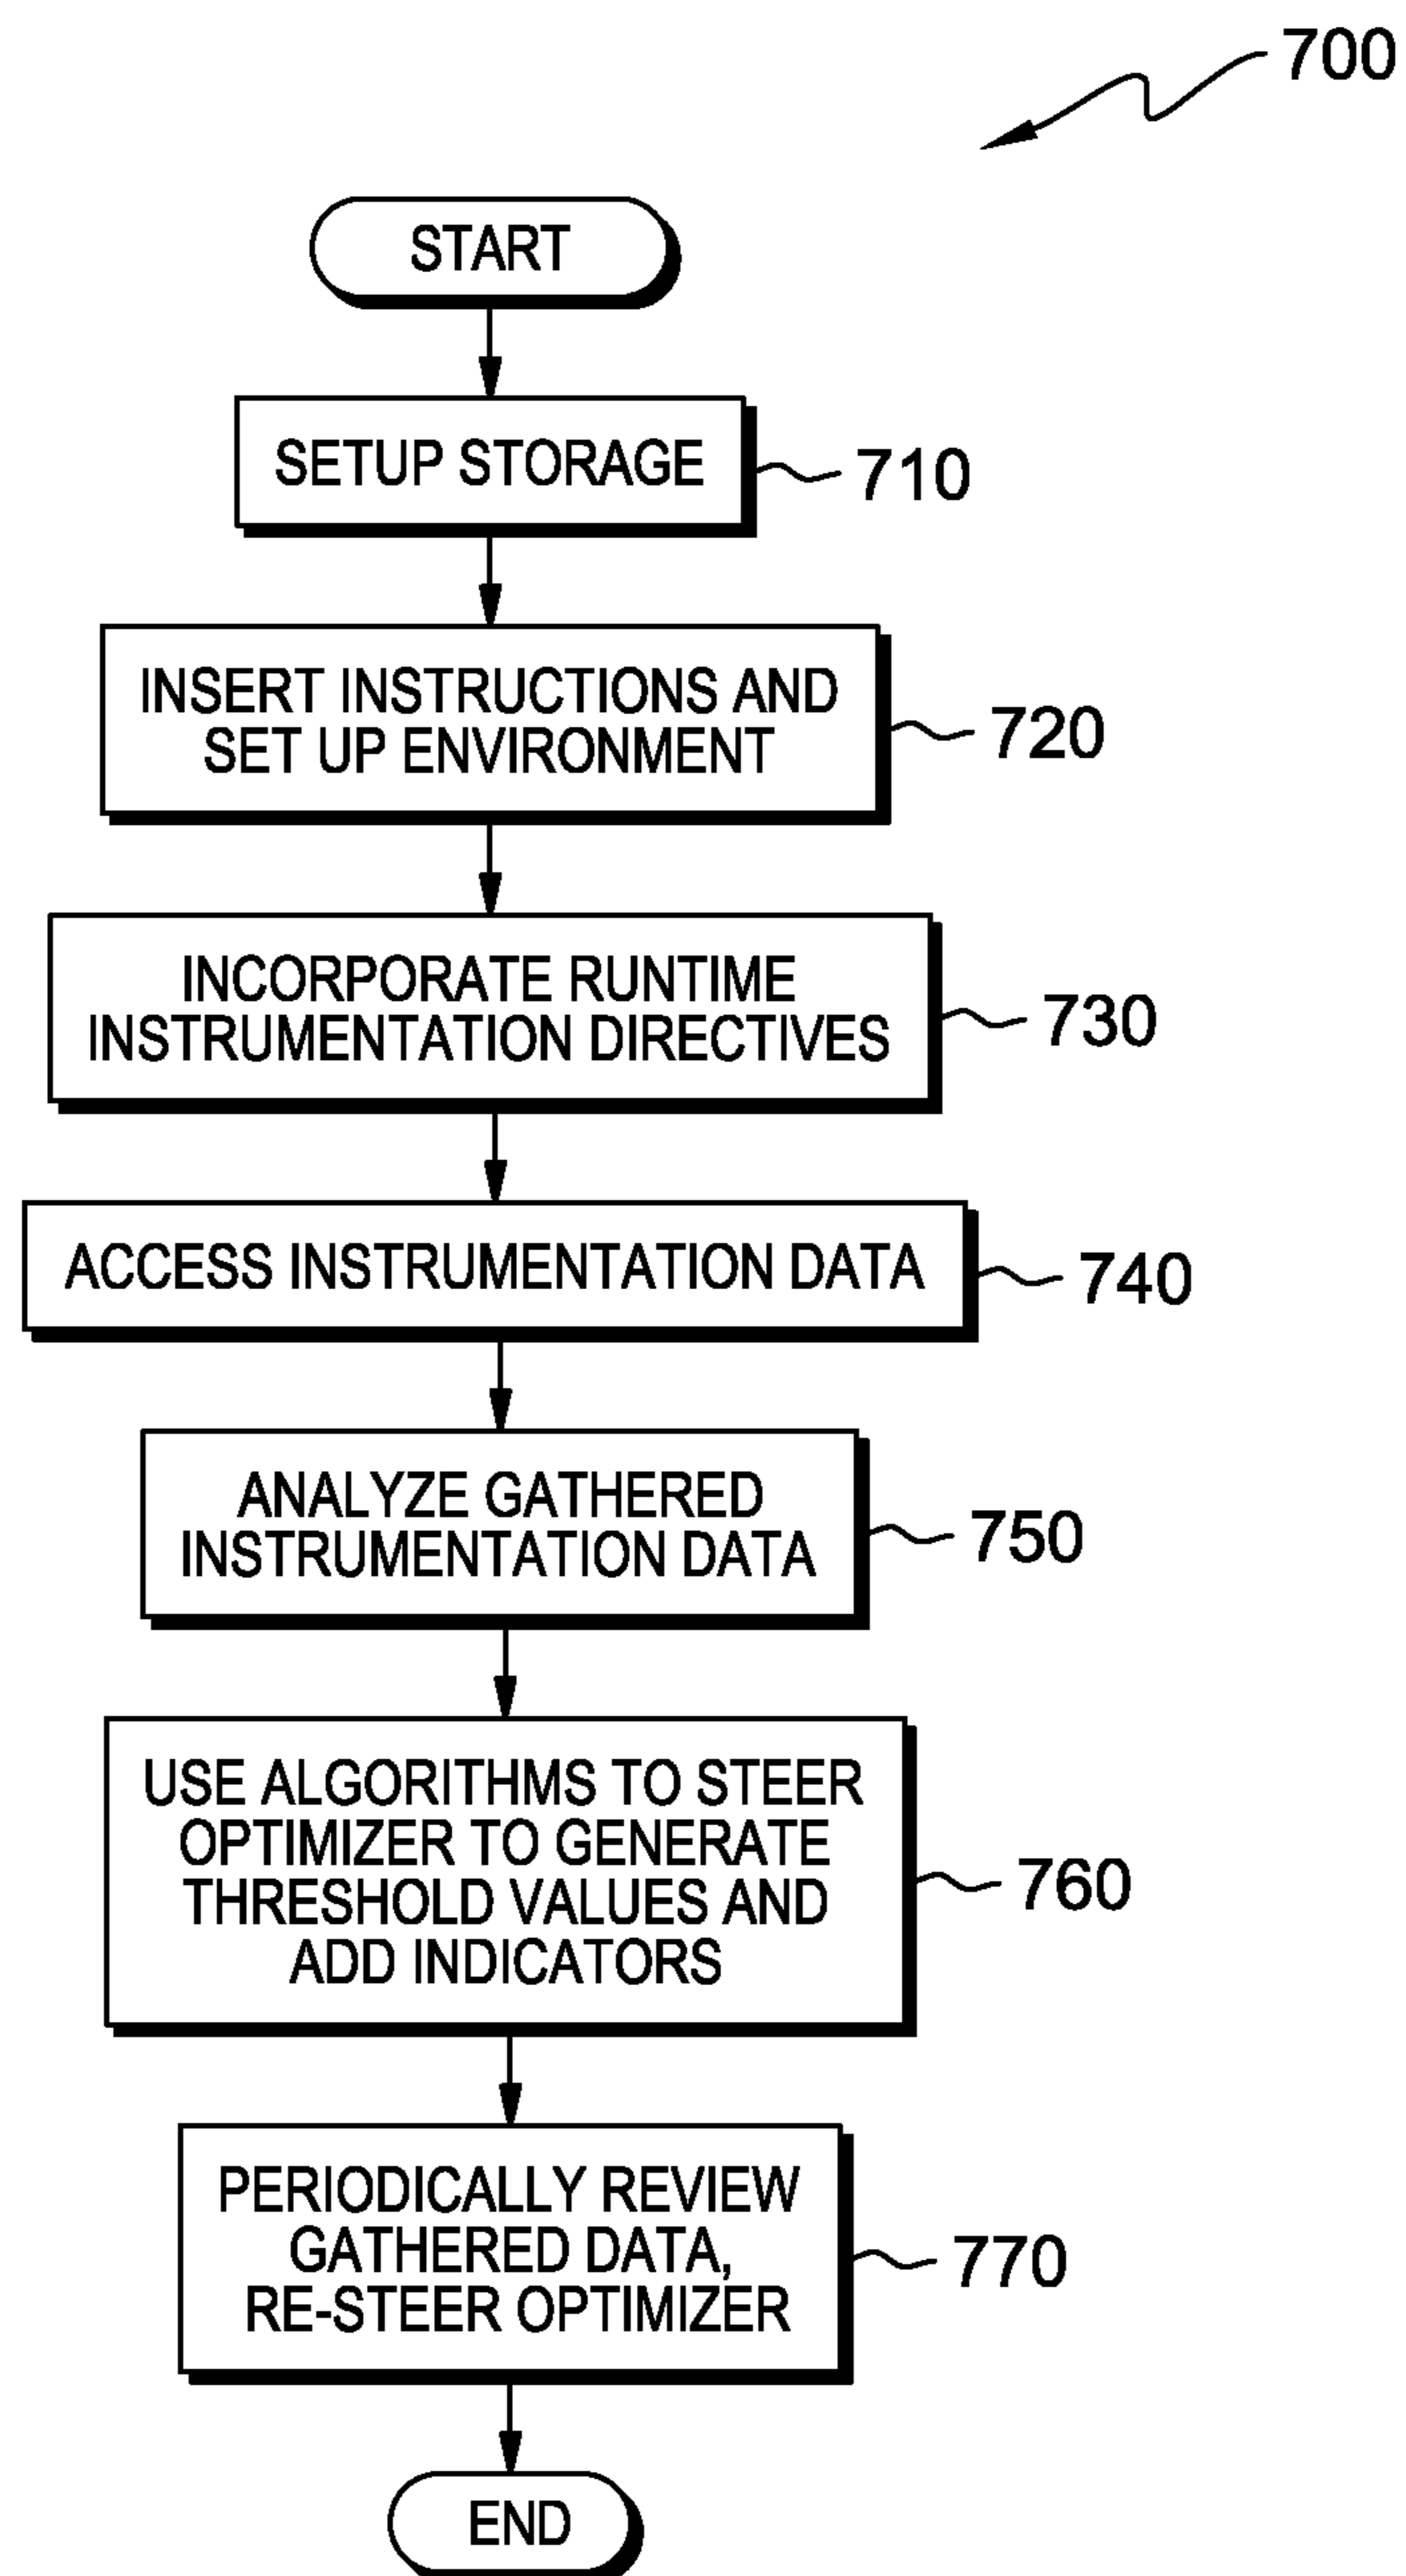 700
START
SETUP STORAGE
710
INSERT INSTRUCTIONS AND
SET UP ENVIRONMENT
720
INCORPORATE RUNTIME
INSTRUMENTATION DIRECTIVES
730
ACCESS INSTRUMENTATION DATA
740
ANALYZE GATHERED
INSTRUMENTATION DATA
750
USE ALGORITHMS TO STEER
OPTIMIZER TO GENERATE
THRESHOLD VALUES AND
ADD INDICATORS
760
PERIODICALLY REVIEW
GATHERED DATA,
RE-STEER OPTIMIZER
770
END